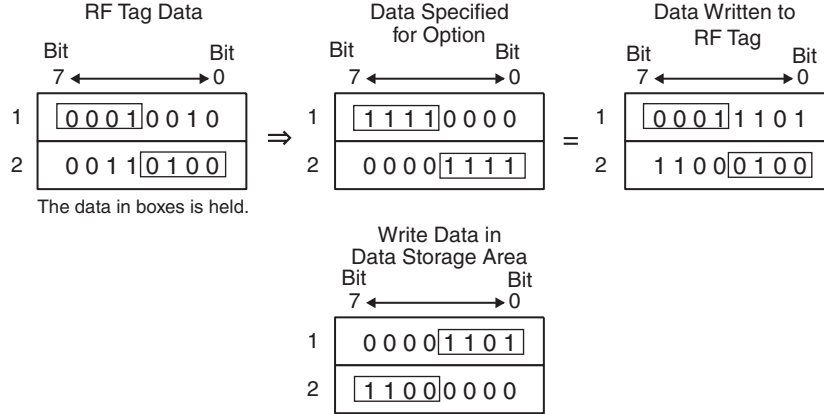 RF Tag Data
Bit Bit
7 0
1 0 0 0 1 0 0 1 0
2 0 0 1 1 0 1 0 0
The data in boxes is held.
⇒
Data Specified
for Option
Bit Bit
7 0
1 1 1 1 0 0 0 0
0 0 0 0 1 1 1 1
=
Data Written to
RF Tag
Bit Bit
7 0
1 0 0 0 1 1 1 0 1
2 1 1 0 0 0 1 0 0
Write Data in
Data Storage Area
Bit Bit
7 0
1 0 0 0 0 1 1 0 1
2 1 1 0 0 0 0 0 0